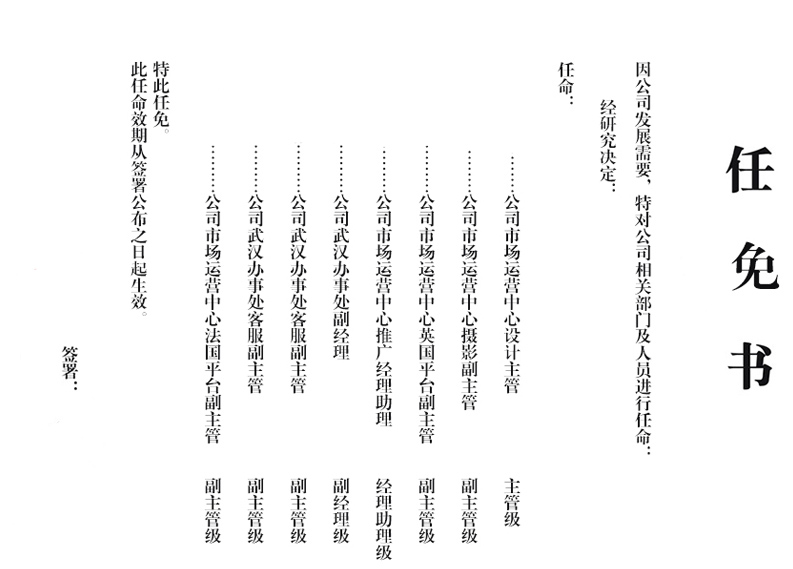 任免书
因公司发展需要，特对公司相关部门及人员进行任命：
经研究决定：
任命：
………公司市场运营中心设计主管 主管级
………公司市场运营中心摄影副主管 副主管级
………公司市场运营中心英国平台副主管 副主管级
………公司市场运营中心推广经理助理 经理助理级
………公司武汉办事处副经理 副经理级
………公司武汉办事处客服副主管 副主管级
………公司武汉办事处客服副主管 副主管级
………公司市场运营中心法国平台副主管 副主管级
特此任免。
此任命效期从签署公布之日起生效。
签署：